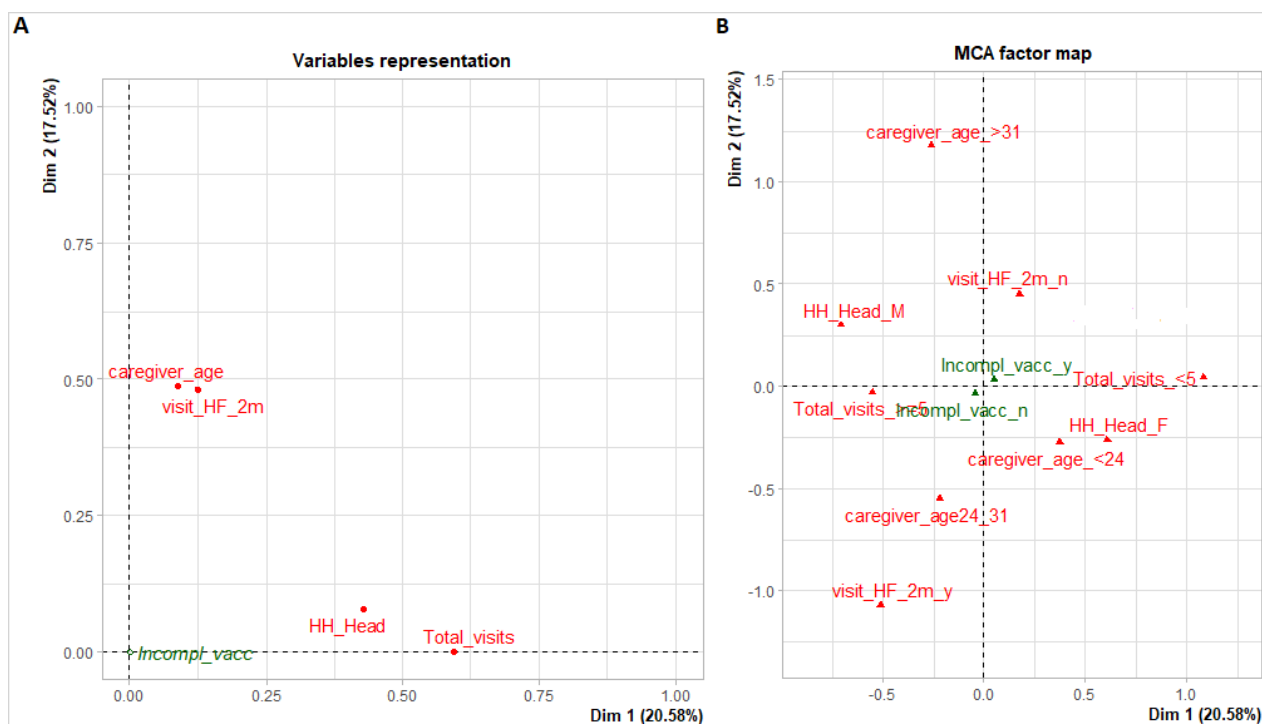 A
Variables representation
Dim 2 (17.52%)
1.00
0.75
0.50
0.25
0.00
caregiver_age
visit_HF_2m
HH_Head
Total_visits
Incompl_vacc
0.00 0.25 0.50 0.75 1.00
Dim 1 (20.58%)
B
MCA factor map
Dim 2 (17.52%)
1.5
1.0
0.5
0.0
-0.5
-1.0
caregiver_age_>31
visit_HF_2m_n
HH_Head_M
Incompl_vacc_y
Total_visits_<5
Total_visits_>=5
Incompl_vacc_n
HH_Head_F
caregiver_age_<24
caregiver_age24_31
visit_HF_2m_y
-0.5 0.0 0.5 1.0
Dim 1 (20.58%)